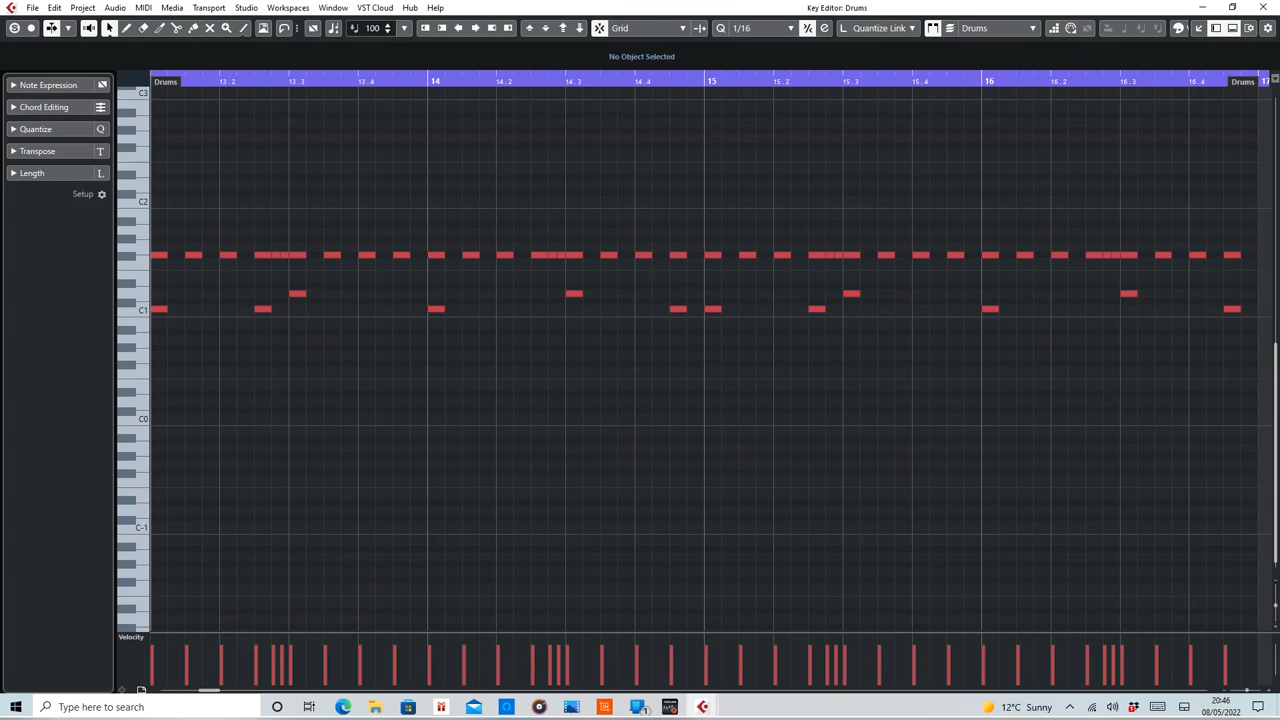 File Edit Project Audio MIDI Media Transport Studio Workspaces Window VST Cloud Hub Help
Key Editor: Drums
S 100 Grid Q 1/16 Quantize Link Drums
No Object Selected
Drums 13. 2 13. 3 13. 4 14 14. 2 14. 3 14. 4 15 15. 2 15. 3 15. 4 16 16. 2 16. 3 16. 4 Drums 17
Note Expression
Chord Editing
Quantize Q
Transpose T
Length L
Setup
C3
C2
C1
C0
C-1
Velocity
Type here to search
12°C Sunny
20:46
08/05/2022